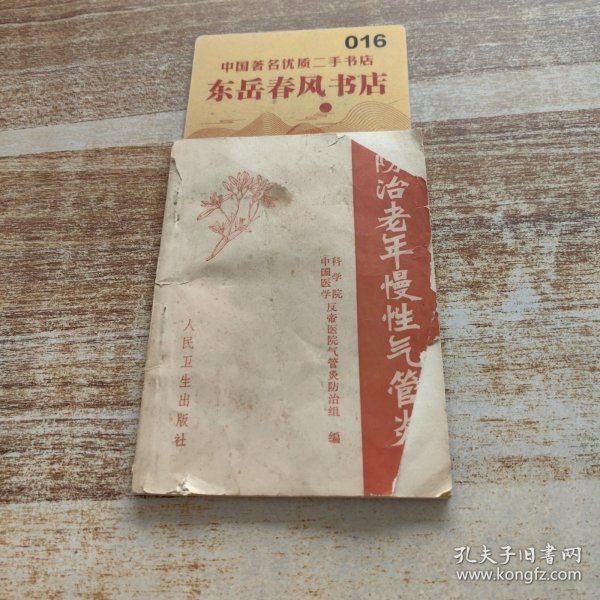 016
中国著名优质二手书店
东岳春风书店
防治老年慢性气管炎
中国医学科学院反帝医院气管炎防治组 编
人民卫生出版社
孔夫子旧书网
www.kongfz.com